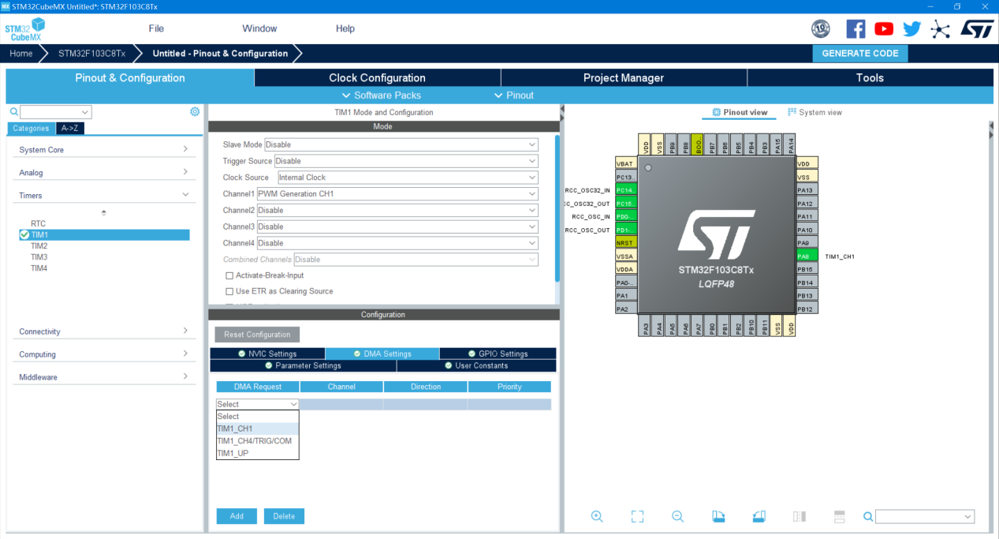 MX STM32CubeMX Untitled*: STM32F103C8Tx
STM32
CubeMX
File
Window
Help
10
ST
Home
STM32F103C8Tx
Untitled - Pinout & Configuration
GENERATE CODE
Pinout & Configuration
Clock Configuration
Project Manager
Tools
Software Packs
Pinout
Categories
A->Z
System Core
Analog
Timers
RTC
TIM1
TIM2
TIM3
TIM4
Connectivity
Computing
Middleware
TIM1 Mode and Configuration
Mode
Slave Mode Disable
Trigger Source Disable
Clock Source Internal Clock
Channel1 PWM Generation CH1
Channel2 Disable
Channel3 Disable
Channel4 Disable
Combined Channels Disable
Activate-Break-Input
Use ETR as Clearing Source
Configuration
Reset Configuration
NVIC Settings
DMA Settings
GPIO Settings
Parameter Settings
User Constants
DMA Request
Channel
Direction
Priority
Select
Select
TIM1_CH1
TIM1_CH4/TRIG/COM
TIM1_UP
Add
Delete
Pinout view
System view
VDD
VSS
PB9
PB8
BOO..
PB7
PB6
PB5
PB4
PB3
PA15
PA14
VBAT
PC13..
RCC_OSC32_IN PC14..
CC_OSC32_OUT PC15..
RCC_OSC_IN PD0-..
RCC_OSC_OUT PD1-..
NRST
VSSA
VDDA
PA0-..
PA1
PA2
ST
STM32F103C8Tx
LQFP48
VDD
VSS
PA13
PA12
PA11
PA10
PA9
PA8 TIM1_CH1
PB15
PB14
PB13
PB12
PA3
PA4
PA5
PA6
PA7
PB0
PB1
PB2
PB10
PB11
VSS
VDD